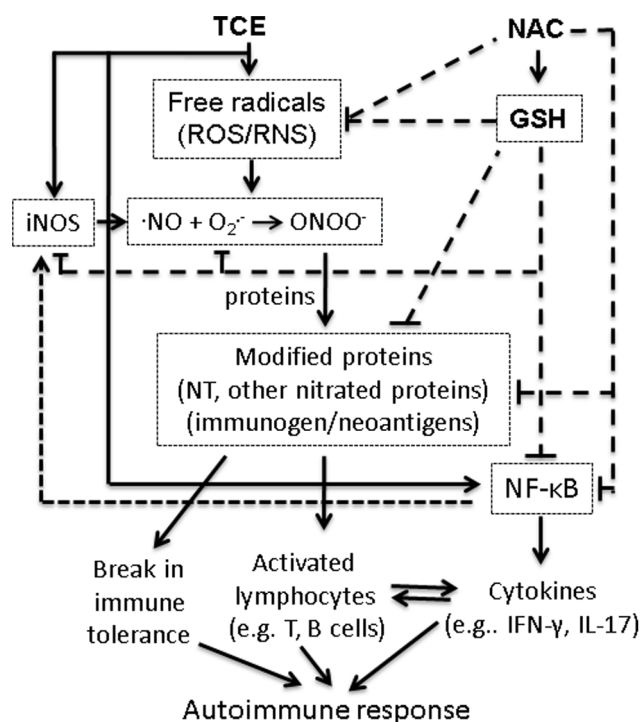 TCE
NAC
Free radicals
(ROS/RNS)
GSH
iNOS
·NO + O₂·⁻ → ONOO⁻
proteins
Modified proteins
(NT, other nitrated proteins)
(immunogen/neoantigens)
NF-κB
Break in
immune
tolerance
Activated
lymphocytes
(e.g. T, B cells)
Cytokines
(e.g.. IFN-γ, IL-17)
Autoimmune response